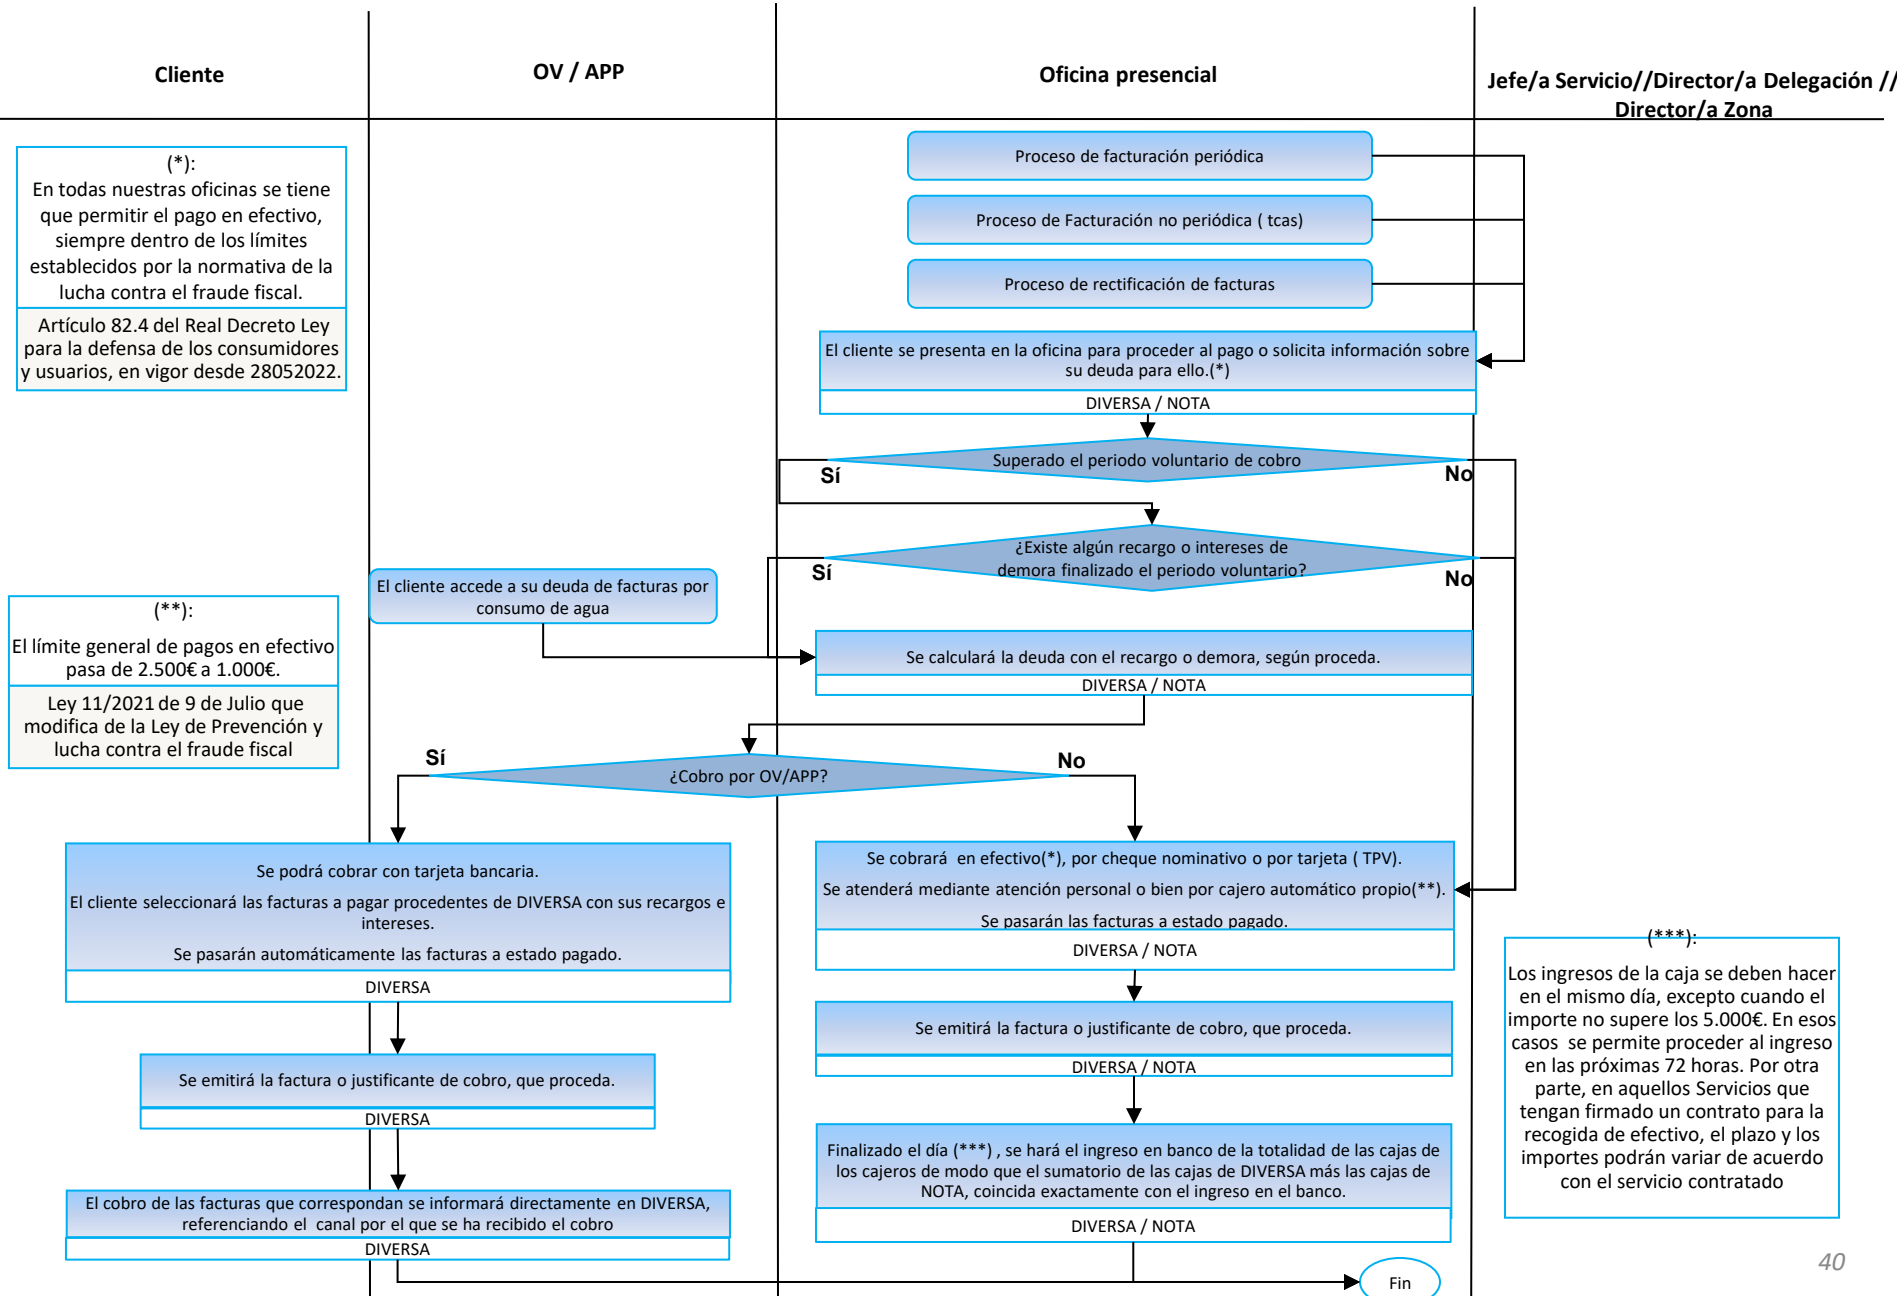 Cliente
OV / APP
Oficina presencial
Jefe/a Servicio//Director/a Delegación //
Director/a Zona
(*):
En todas nuestras oficinas se tiene
que permitir el pago en efectivo,
siempre dentro de los límites
establecidos por la normativa de la
lucha contra el fraude fiscal.
Artículo 82.4 del Real Decreto Ley
para la defensa de los consumidores
y usuarios, en vigor desde 28052022.
Proceso de facturación periódica
Proceso de Facturación no periódica ( tcas)
Proceso de rectificación de facturas
El cliente se presenta en la oficina para proceder al pago o solicita información sobre
su deuda para ello.(*)
DIVERSA / NOTA
Superado el periodo voluntario de cobro
Sí
No
¿Existe algún recargo o intereses de
demora finalizado el periodo voluntario?
Sí
No
El cliente accede a su deuda de facturas por
consumo de agua
(**):
El límite general de pagos en efectivo
pasa de 2.500€ a 1.000€.
Ley 11/2021 de 9 de Julio que
modifica de la Ley de Prevención y
lucha contra el fraude fiscal
Se calculará la deuda con el recargo o demora, según proceda.
DIVERSA / NOTA
Sí
¿Cobro por OV/APP?
No
Se podrá cobrar con tarjeta bancaria.
El cliente seleccionará las facturas a pagar procedentes de DIVERSA con sus recargos e
intereses.
Se pasarán automáticamente las facturas a estado pagado.
DIVERSA
Se emitirá la factura o justificante de cobro, que proceda.
DIVERSA
El cobro de las facturas que correspondan se informará directamente en DIVERSA,
referenciando el canal por el que se ha recibido el cobro
DIVERSA
Se cobrará en efectivo(*), por cheque nominativo o por tarjeta ( TPV).
Se atenderá mediante atención personal o bien por cajero automático propio(**).
Se pasarán las facturas a estado pagado.
DIVERSA / NOTA
Se emitirá la factura o justificante de cobro, que proceda.
DIVERSA / NOTA
Finalizado el día (***) , se hará el ingreso en banco de la totalidad de las cajas de
los cajeros de modo que el sumatorio de las cajas de DIVERSA más las cajas de
NOTA, coincida exactamente con el ingreso en el banco.
DIVERSA / NOTA
Fin
(***):
Los ingresos de la caja se deben hacer
en el mismo día, excepto cuando el
importe no supere los 5.000€. En esos
casos se permite proceder al ingreso
en las próximas 72 horas. Por otra
parte, en aquellos Servicios que
tengan firmado un contrato para la
recogida de efectivo, el plazo y los
importes podrán variar de acuerdo
con el servicio contratado
40